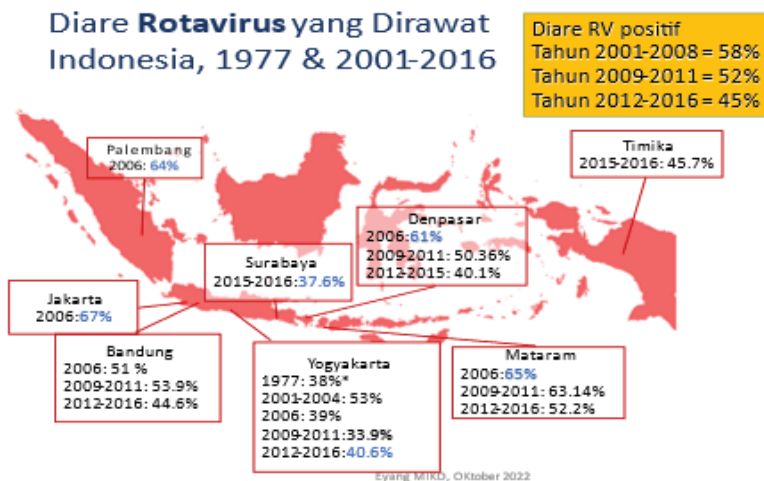 Diare Rotavirus yang Dirawat
Indonesia, 1977 & 2001-2016
Diare RV positif
Tahun 2001-2008 = 58%
Tahun 2009-2011 = 52%
Tahun 2012-2016 = 45%
Palembang
2006: 64%
Timika
2015-2016: 45.7%
Denpasar
2006:61%
2009-2011: 50.36%
2012-2015: 40.1%
Surabaya
2015-2016:37.6%
Jakarta
2006:67%
Bandung
2006: 51 %
2009-2011: 53.9%
2012-2016: 44.6%
Yogyakarta
1977: 38%*
2001-2004: 53%
2006: 39%
2009-2011:33.9%
2012-2016:40.6%
Mataram
2006:65%
2009-2011: 63.14%
2012-2016: 52.2%
Eyang MIKD, OKtober 2022